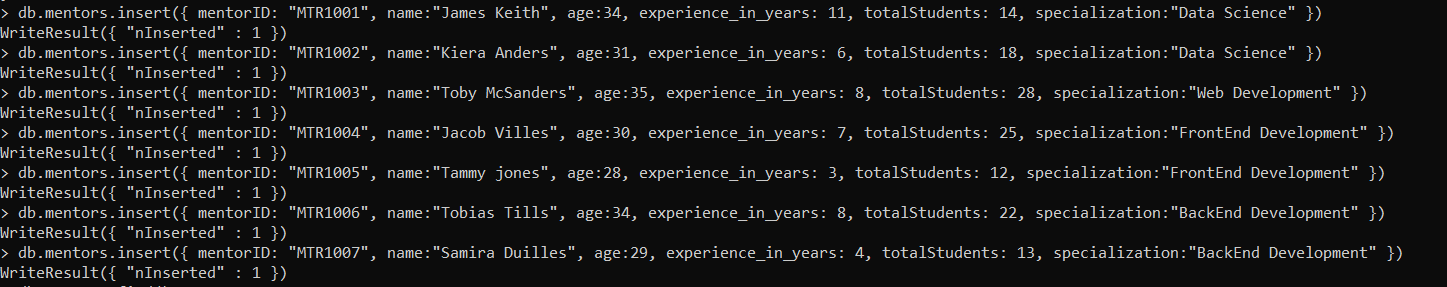 > db.mentors.insert({ mentorID: "MTR1001", name:"James Keith", age:34, experience_in_years: 11, totalStudents: 14, specialization:"Data Science" })
WriteResult({ "nInserted" : 1 })
> db.mentors.insert({ mentorID: "MTR1002", name:"Kiera Anders", age:31, experience_in_years: 6, totalStudents: 18, specialization:"Data Science" })
WriteResult({ "nInserted" : 1 })
> db.mentors.insert({ mentorID: "MTR1003", name:"Toby McSanders", age:35, experience_in_years: 8, totalStudents: 28, specialization:"Web Development" })
WriteResult({ "nInserted" : 1 })
> db.mentors.insert({ mentorID: "MTR1004", name:"Jacob Villes", age:30, experience_in_years: 7, totalStudents: 25, specialization:"FrontEnd Development" })
WriteResult({ "nInserted" : 1 })
> db.mentors.insert({ mentorID: "MTR1005", name:"Tammy jones", age:28, experience_in_years: 3, totalStudents: 12, specialization:"FrontEnd Development" })
WriteResult({ "nInserted" : 1 })
> db.mentors.insert({ mentorID: "MTR1006", name:"Tobias Tills", age:34, experience_in_years: 8, totalStudents: 22, specialization:"BackEnd Development" })
WriteResult({ "nInserted" : 1 })
> db.mentors.insert({ mentorID: "MTR1007", name:"Samira Duilles", age:29, experience_in_years: 4, totalStudents: 13, specialization:"BackEnd Development" })
WriteResult({ "nInserted" : 1 })